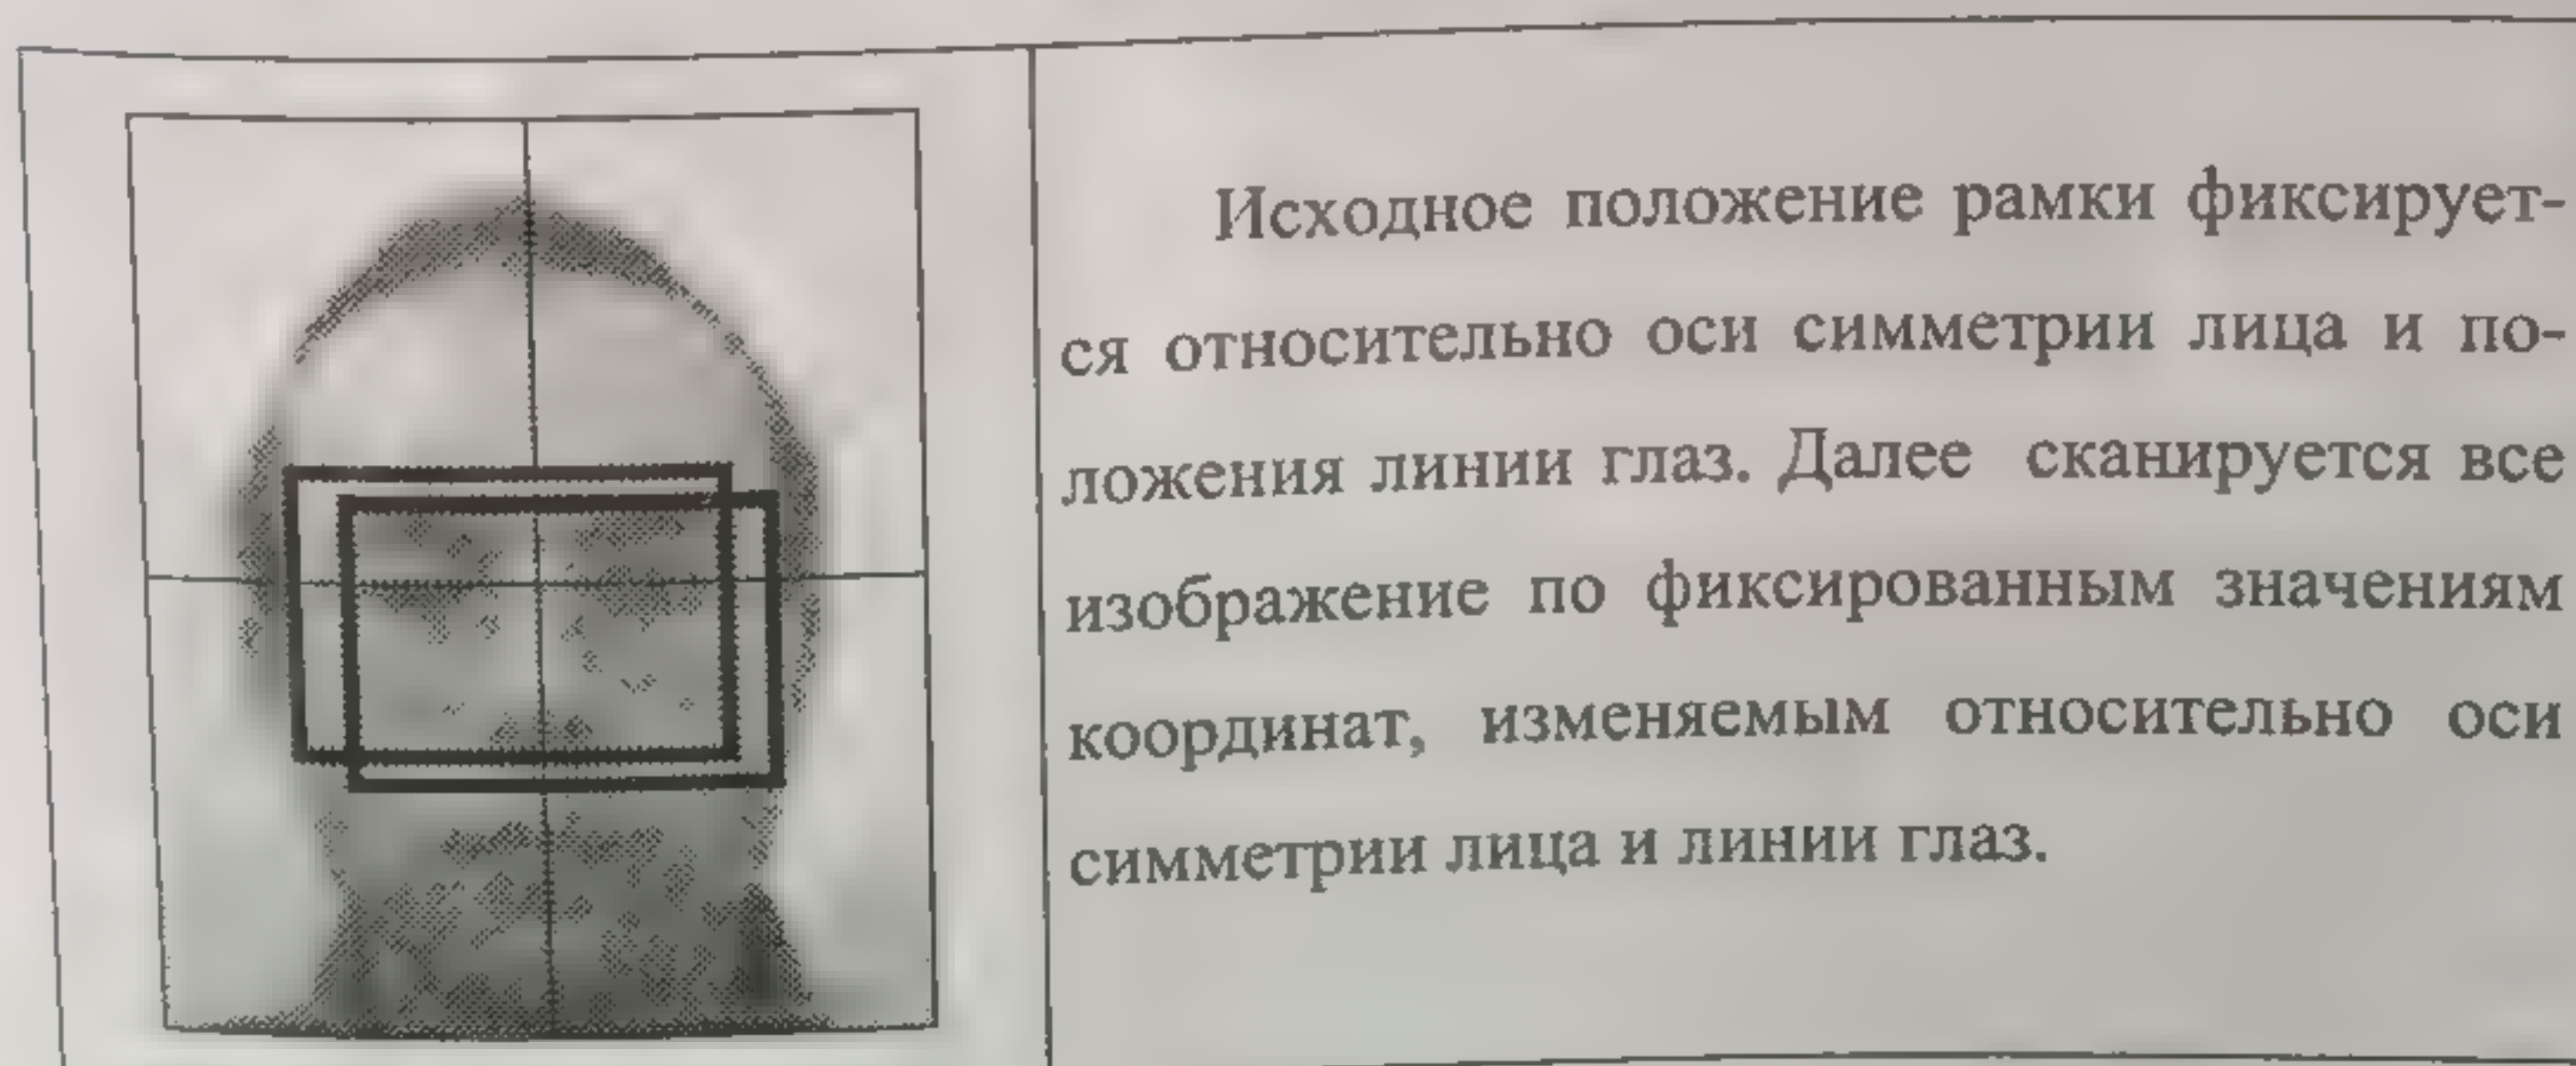 Исходное положение рамки фиксирует-
ся относительно оси симметрии лица и по-
ложения линии глаз. Далее сканируется все
изображение по фиксированным значениям
координат, изменяемым относительно оси
симметрии лица и линии глаз.